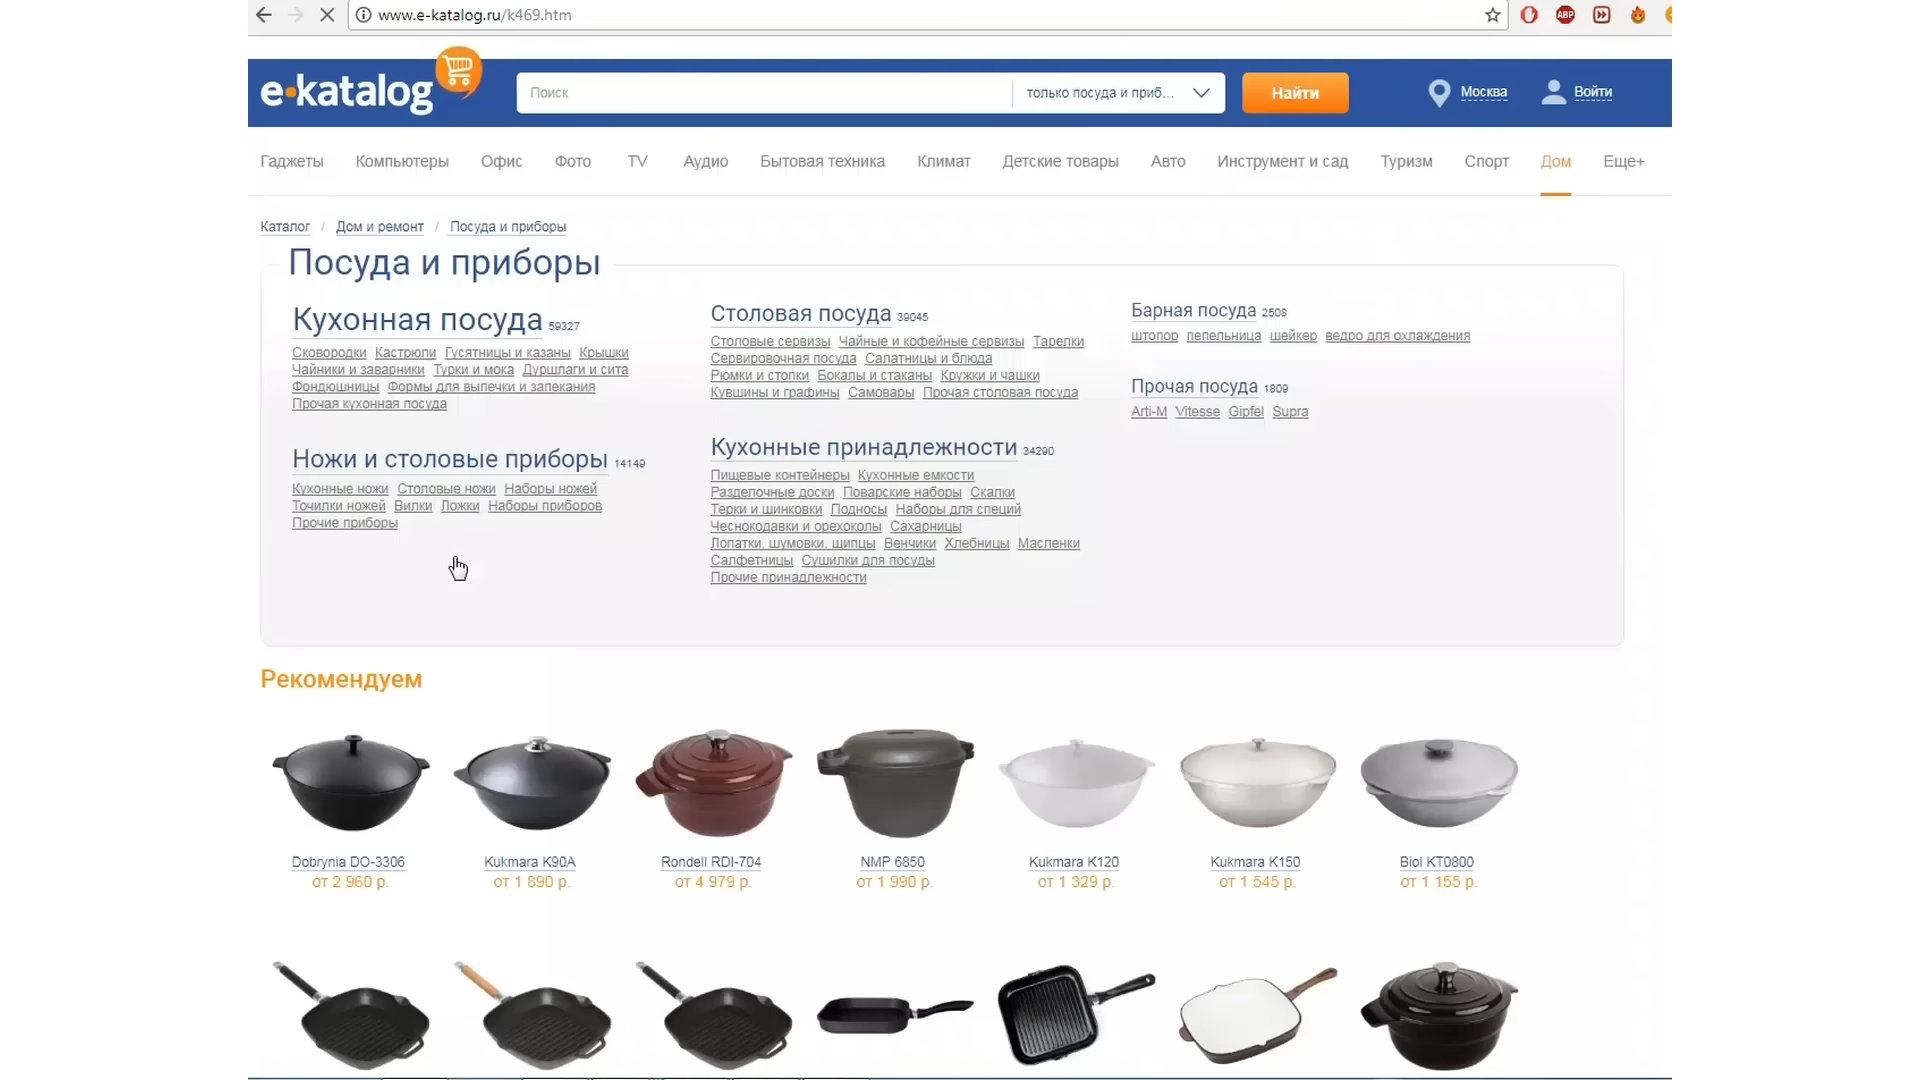 www.e-katalog.ru/k469.htm
ABP
e·katalog
Поиск
только посуда и приб...
Найти
Москва
Войти
Гаджеты Компьютеры Офис Фото TV Аудио Бытовая техника Климат Детские товары Авто Инструмент и сад Туризм Спорт Дом Еще+
Каталог / Дом и ремонт / Посуда и приборы
Посуда и приборы
Кухонная посуда 59327
Сковородки Кастрюли Гусятницы и казаны Крышки
Чайники и заварники Турки и мока Дуршлаги и сита
Фондюшницы Формы для выпечки и запекания
Прочая кухонная посуда
Ножи и столовые приборы 14149
Кухонные ножи Столовые ножи Наборы ножей
Точилки ножей Вилки Ложки Наборы приборов
Прочие приборы
Столовая посуда 39045
Столовые сервизы Чайные и кофейные сервизы Тарелки
Сервировочная посуда Салатницы и блюда
Рюмки и стопки Бокалы и стаканы Кружки и чашки
Кувшины и графины Самовары Прочая столовая посуда
Кухонные принадлежности 34290
Пищевые контейнеры Кухонные емкости
Разделочные доски Поварские наборы Скалки
Терки и шинковки Подносы Наборы для специй
Чеснокодавки и орехоколы Сахарницы
Лопатки, шумовки, щипцы Венчики Хлебницы Масленки
Салфетницы Сушилки для посуды
Прочие принадлежности
Барная посуда 2508
штопор пепельница шейкер ведро для охлаждения
Прочая посуда 1809
Arti-M Vitesse Gipfel Supra
Рекомендуем
Dobrynia DO-3306 Kukmara K90A Rondell RDI-704 NMP 6850 Kukmara K120 Kukmara K150 Biol KT0800
от 2 960 р. от 1 890 р. от 4 979 р. от 1 990 р. от 1 329 р. от 1 545 р. от 1 155 р.